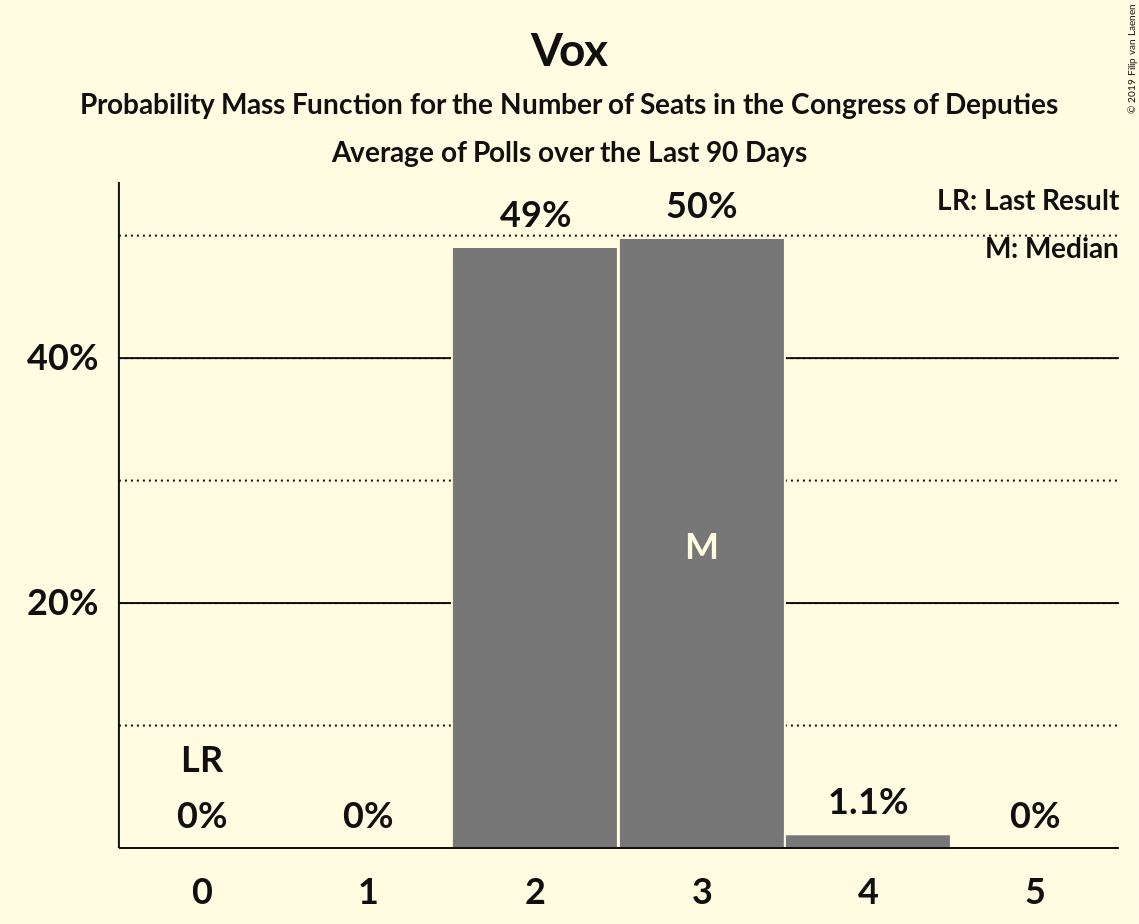 Vox
Probability Mass Function for the Number of Seats in the Congress of Deputies
Average of Polls over the Last 90 Days
© 2019 Filip van Laenen
LR: Last Result
M: Median
49%
50%
40%
M
20%
LR
0%
0%
1.1%
0%
0
1
2
3
4
5